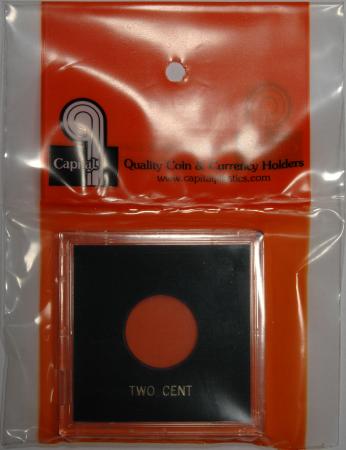 Capital
Quality Coin & Currency Holders
www.capitalplastics.com
TWO CENT